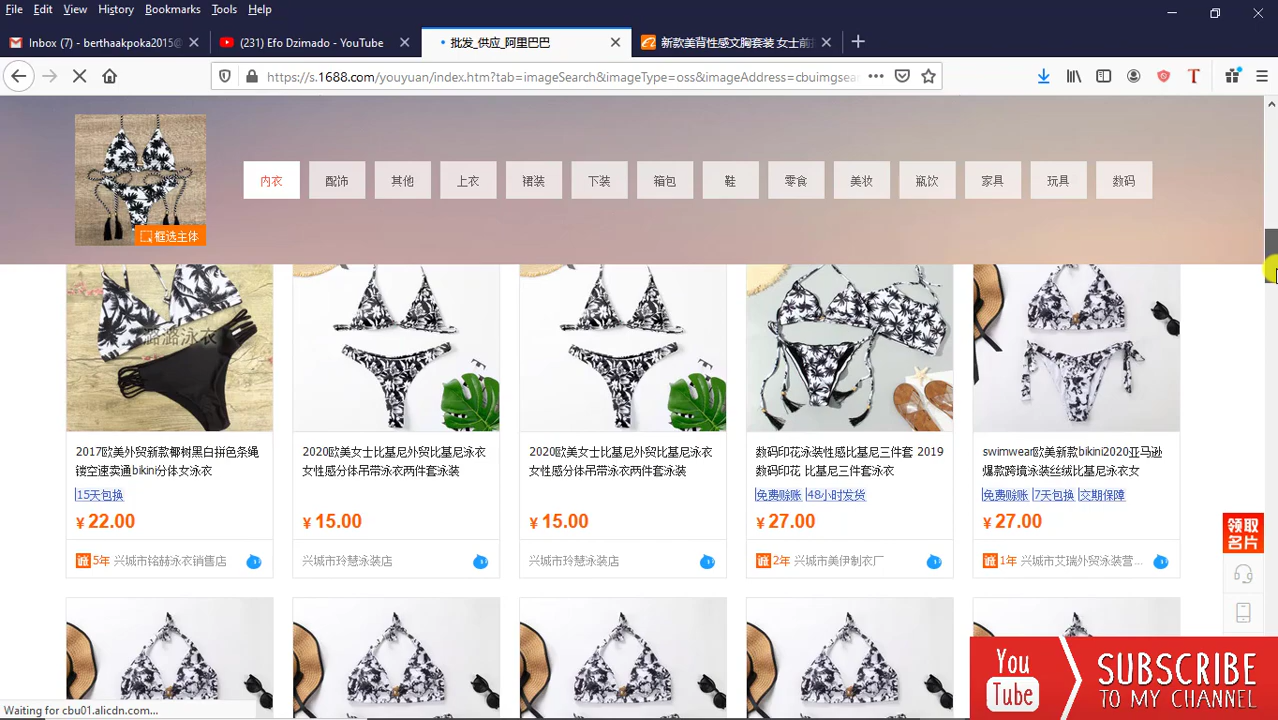 File Edit View History Bookmarks Tools Help
Inbox (7) - berthaakpoka2015@
(231) Efo Dzimado - YouTube
批发_供应_阿里巴巴
新款美背性感文胸套装 女士前
https://s.1688.com/youyuan/index.htm?tab=imageSearch&imageType=oss&imageAddress=cbuimgsear
框选主体
内衣 配饰 其他 上衣 裙装 下装 箱包 鞋 零食 美妆 瓶饮 家具 玩具 数码
潞潞泳衣
2017欧美外贸新款椰树黑白拼色条绳
镂空速卖通bikini分体女泳衣
15天包换
¥ 22.00
诚 5年 兴城市铭赫泳衣销售店
2020欧美女士比基尼外贸比基尼泳衣
女性感分体吊带泳衣两件套泳装
¥ 15.00
兴城市玲慧泳装店
2020欧美女士比基尼外贸比基尼泳衣
女性感分体吊带泳衣两件套泳装
¥ 15.00
兴城市玲慧泳装店
数码印花泳装性感比基尼三件套 2019
数码印花 比基尼三件套泳衣
免费赊账 48小时发货
¥ 27.00
诚 2年 兴城市美伊制衣厂
swimwear欧美新款bikini2020亚马逊
爆款跨境泳装丝绒比基尼泳衣女
免费赊账 7天包换 交期保障
¥ 27.00
诚 1年 兴城市艾瑞外贸泳装营...
领取
名片
You
Tube
SUBSCRIBE
TO MY CHANNEL
Waiting for cbu01.alicdn.com...